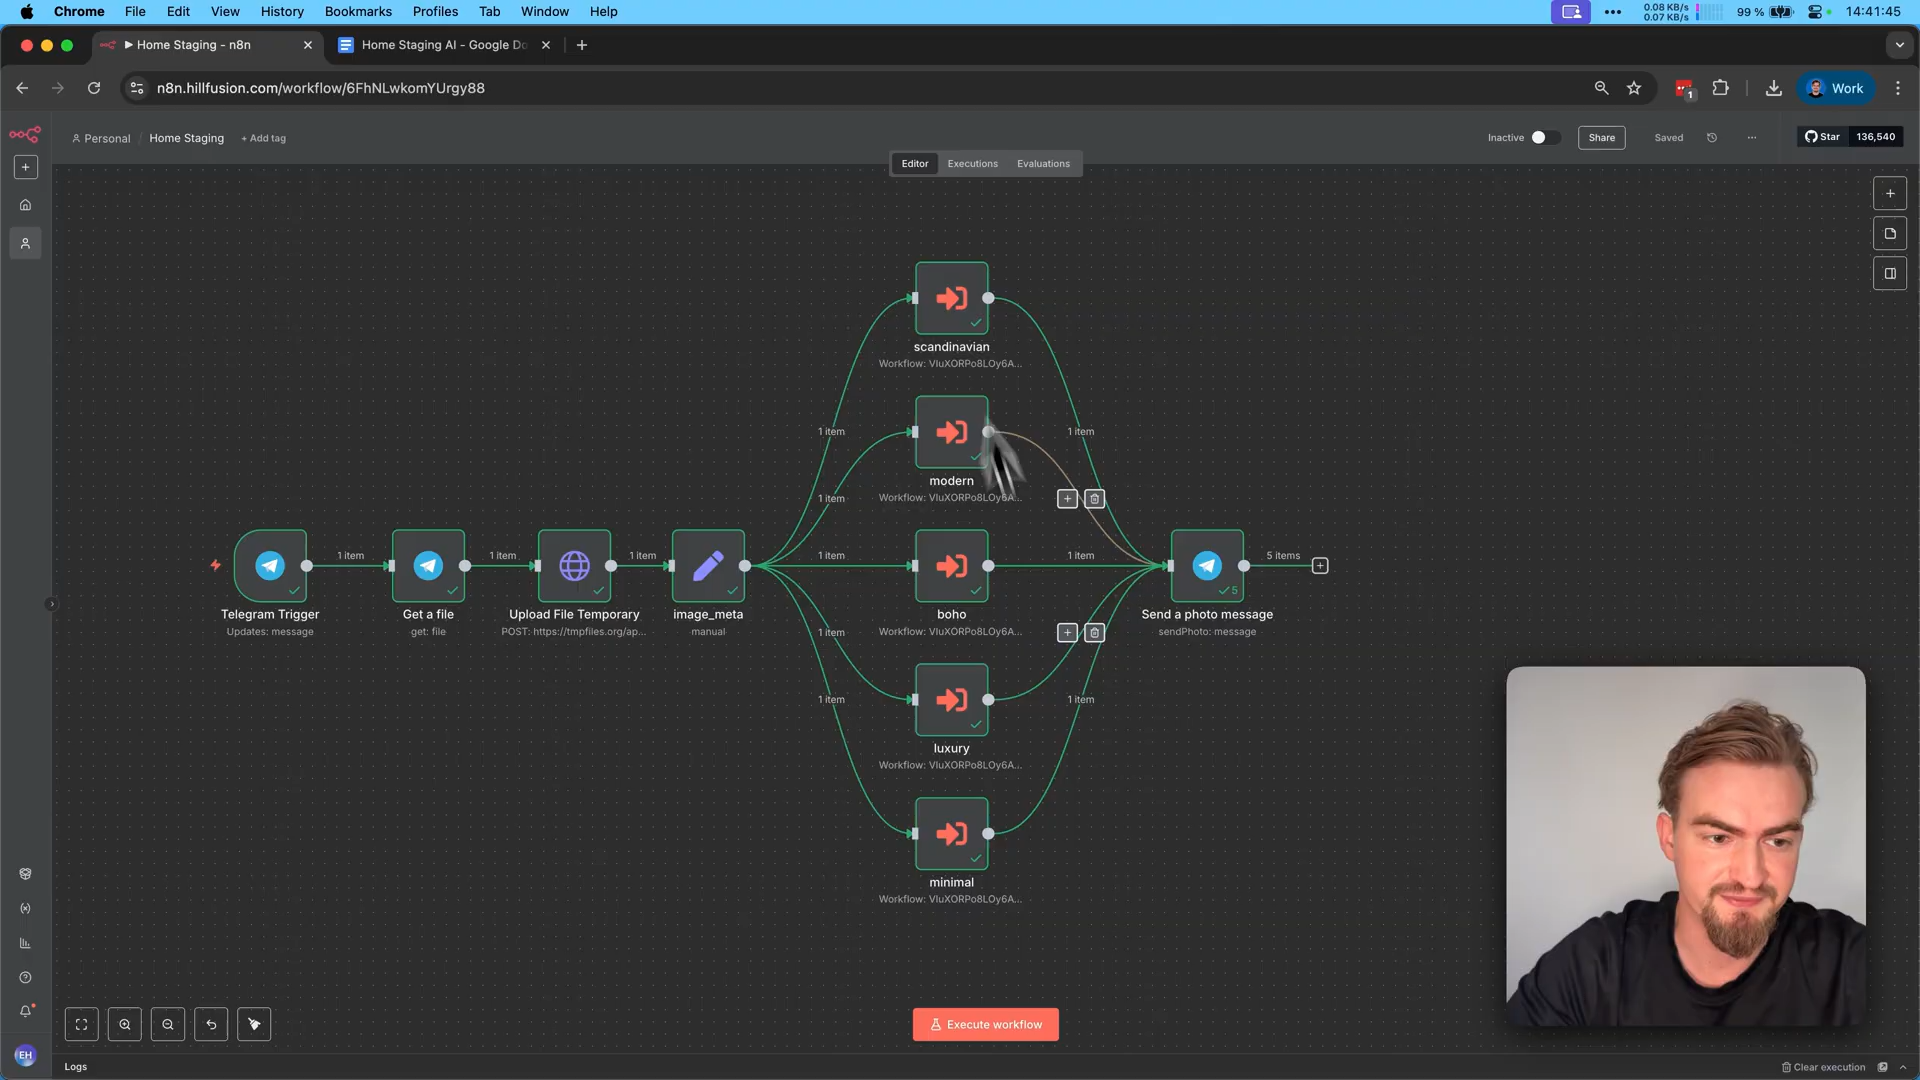 Chrome File Edit View History Bookmarks Profiles Tab Window Help
0.08 KB/s
0.07 KB/s
99 %
14:41:45
Home Staging - n8n
Home Staging AI - Google Do
n8n.hillfusion.com/workflow/6FhNLwkomYUrgy88
1
Work
Personal / Home Staging + Add tag
Inactive
Share
Saved
Star 136,540
Editor Executions Evaluations
scandinavian
Workflow: VIuXORPo8LOy6A...
1 item
1 item
modern
Workflow: VIuXORPo8LOy6A...
1 item
1 item
1 item
1 item
1 item
1 item
5 items
5
Telegram Trigger
Updates: message
Get a file
get: file
Upload File Temporary
POST: https://tmpfiles.org/ap...
image_meta
manual
boho
Workflow: VIuXORPo8LOy6A...
Send a photo message
sendPhoto: message
1 item
1 item
1 item
luxury
Workflow: VIuXORPo8LOy6A...
minimal
Workflow: VIuXORPo8LOy6A...
Execute workflow
EH
Logs
Clear execution